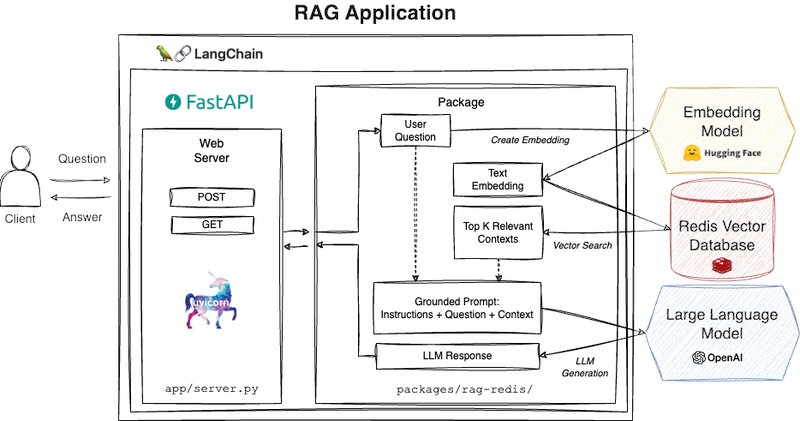 RAG Application
LangChain
FastAPI
Package
Web
Server
POST
GET
uvicorn
app/server.py
Question
Answer
Client
User
Question
Create Embedding
Text
Embedding
Top K Relevant
Contexts
Vector Search
Grounded Prompt:
Instructions + Question + Context
LLM Response
LLM
Generation
packages/rag-redis/
Embedding
Model
Hugging Face
Redis Vector
Database
Large Language
Model
OpenAI